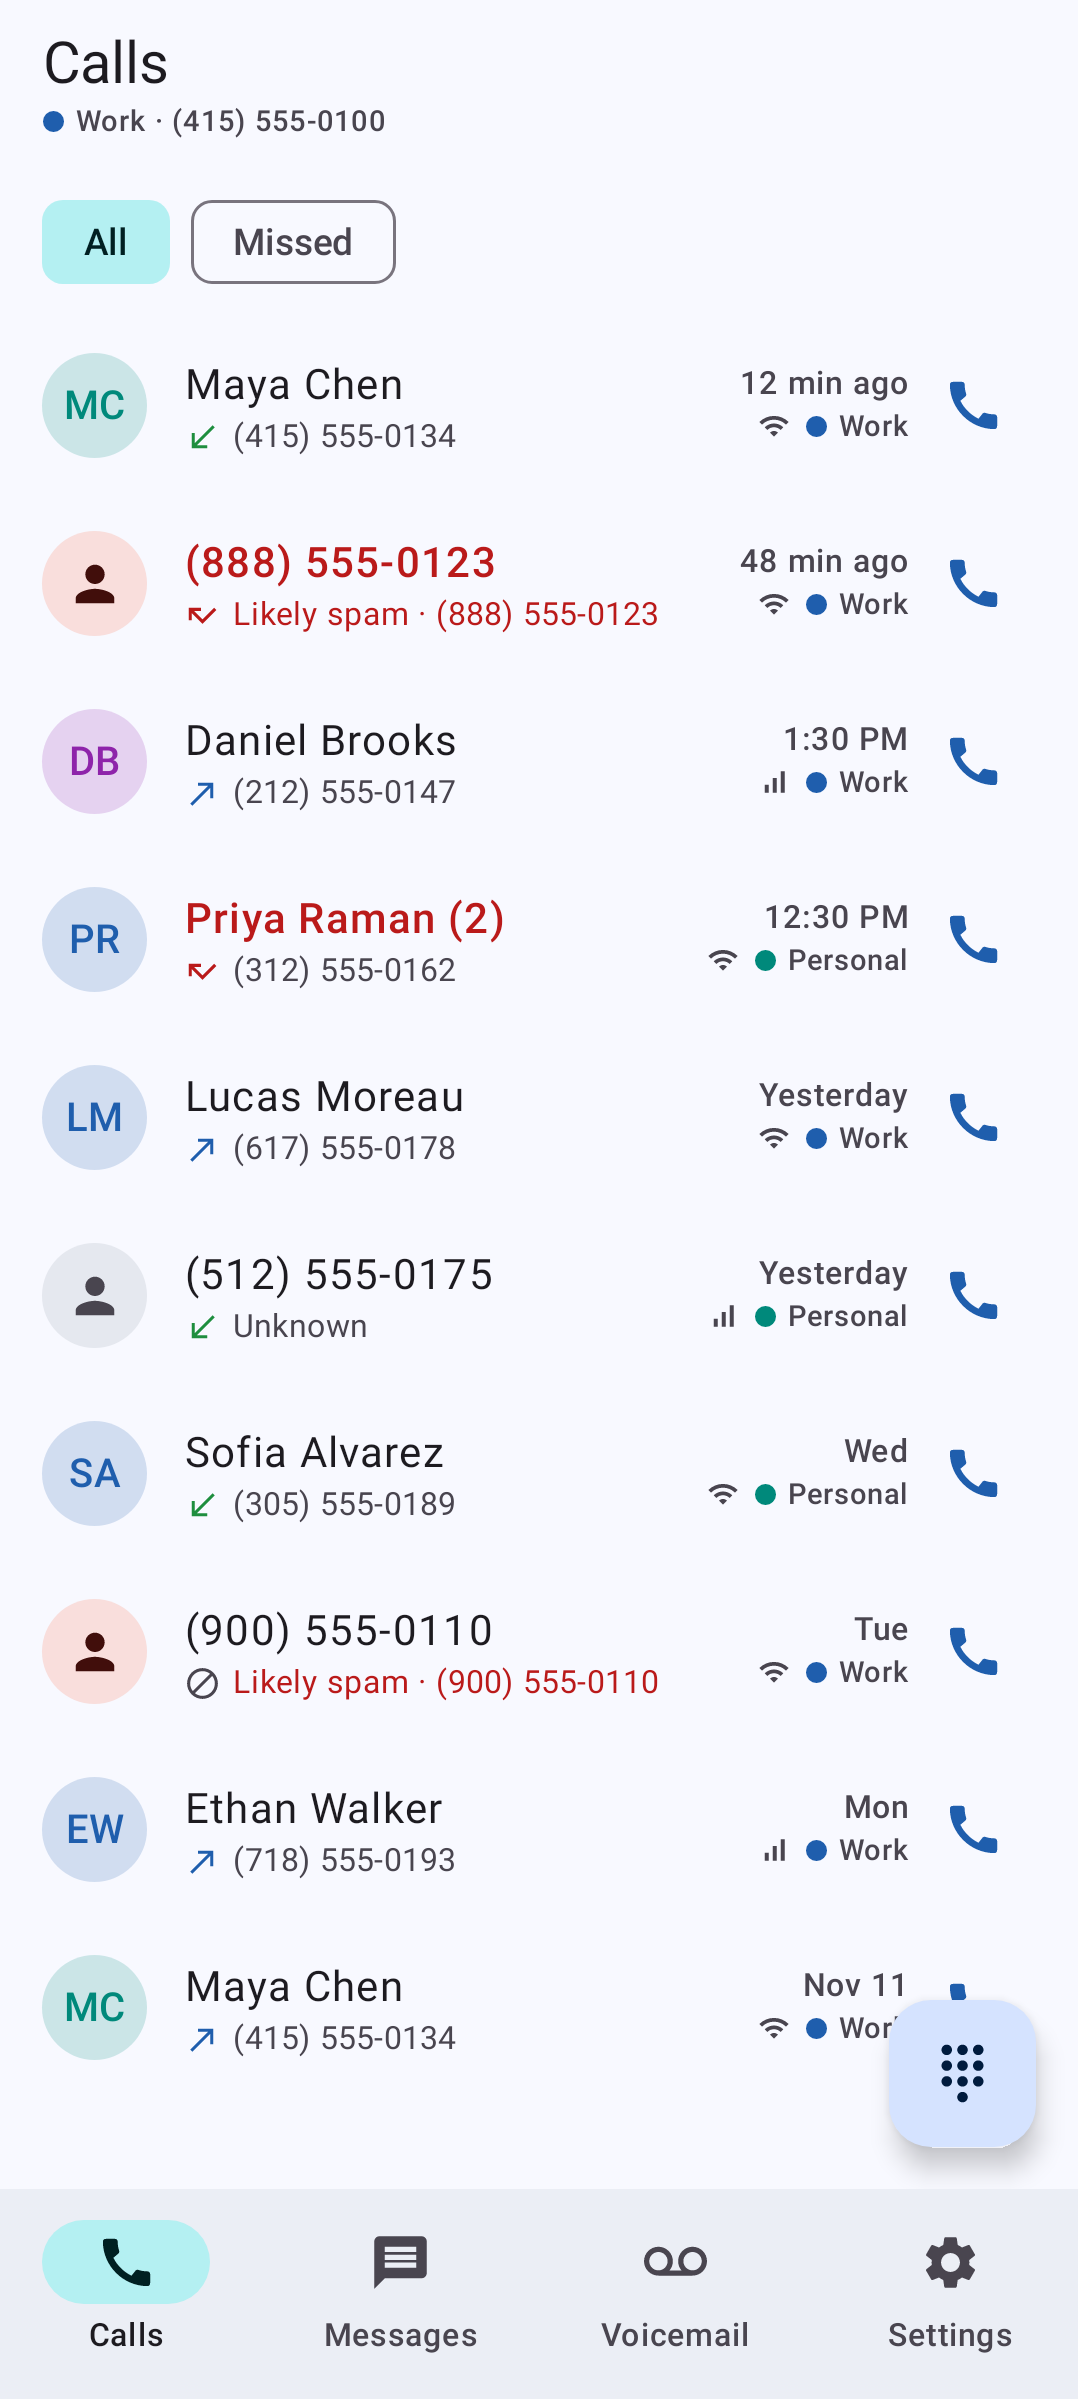 Calls
Work · (415) 555-0100
All
Missed
MC
Maya Chen
(415) 555-0134
12 min ago
Work
(888) 555-0123
Likely spam · (888) 555-0123
48 min ago
Work
DB
Daniel Brooks
(212) 555-0147
1:30 PM
Work
PR
Priya Raman (2)
(312) 555-0162
12:30 PM
Personal
LM
Lucas Moreau
(617) 555-0178
Yesterday
Work
(512) 555-0175
Unknown
Yesterday
Personal
SA
Sofia Alvarez
(305) 555-0189
Wed
Personal
(900) 555-0110
Likely spam · (900) 555-0110
Tue
Work
EW
Ethan Walker
(718) 555-0193
Mon
Work
MC
Maya Chen
(415) 555-0134
Nov 11
Work
Calls
Messages
Voicemail
Settings